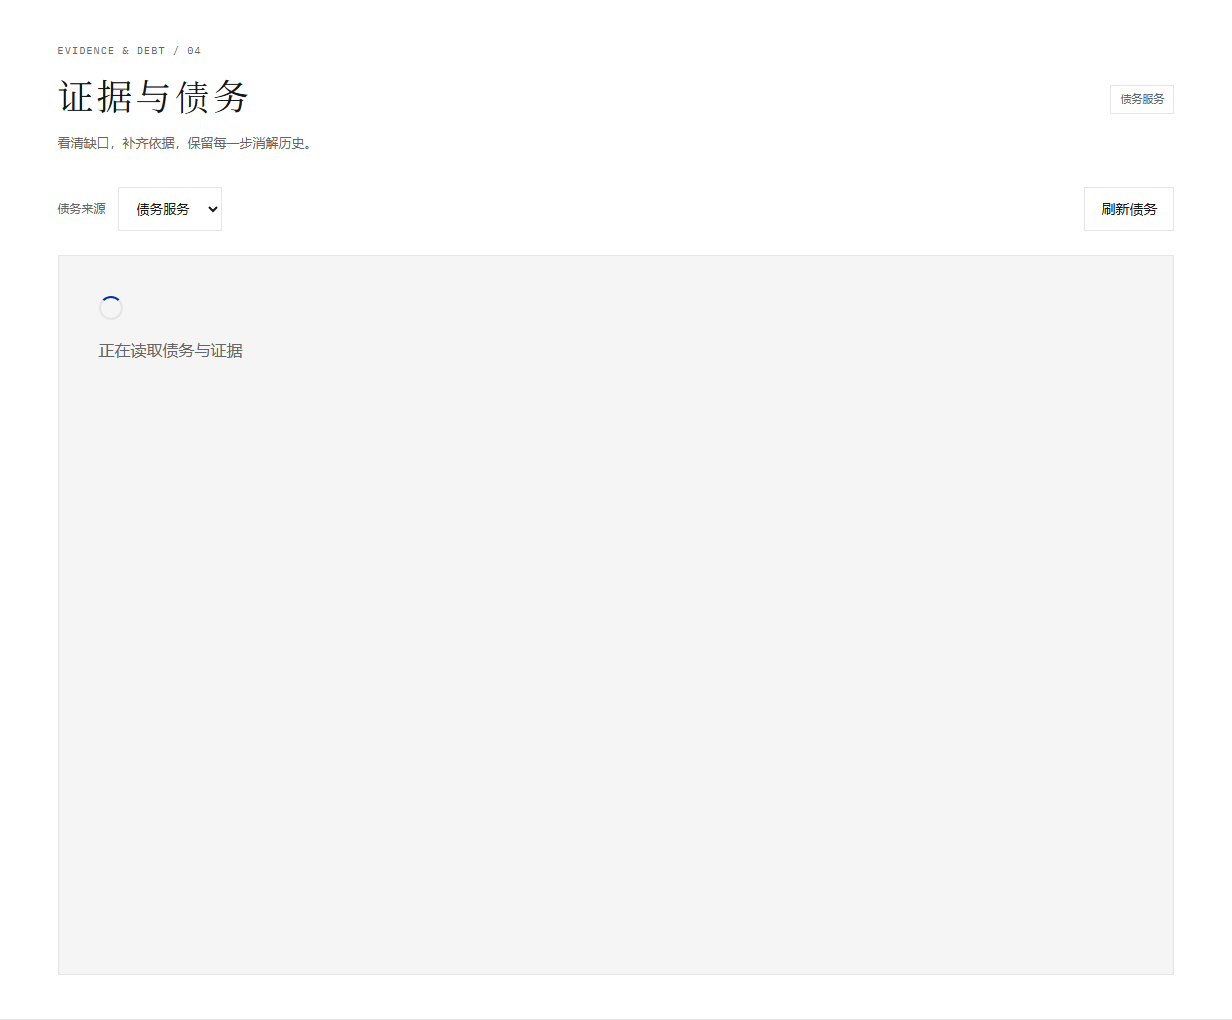 EVIDENCE & DEBT / 04
证据与债务
债务服务
看清缺口，补齐依据，保留每一步消解历史。
债务来源
债务服务
刷新债务
正在读取债务与证据